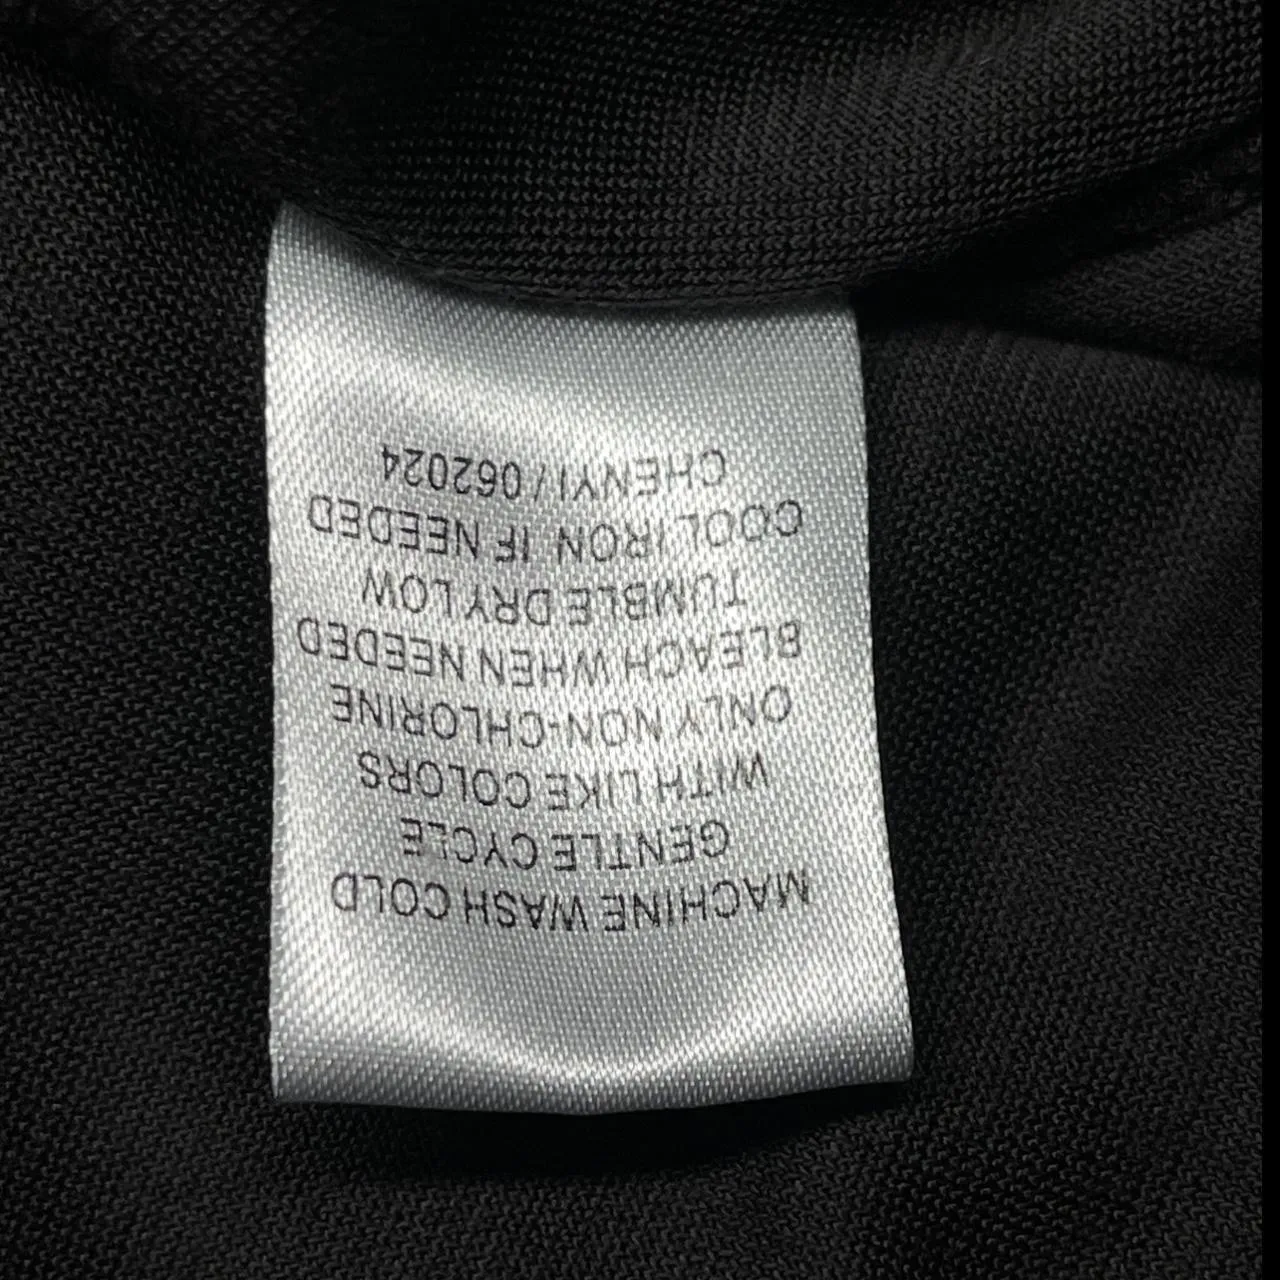 MACHINE WASH COLD
GENTLE CYCLE
WITH LIKE COLORS
ONLY NON-CHLORINE
BLEACH WHEN NEEDED
TUMBLE DRY LOW
COOL IRON IF NEEDED
CHENYI / 062024